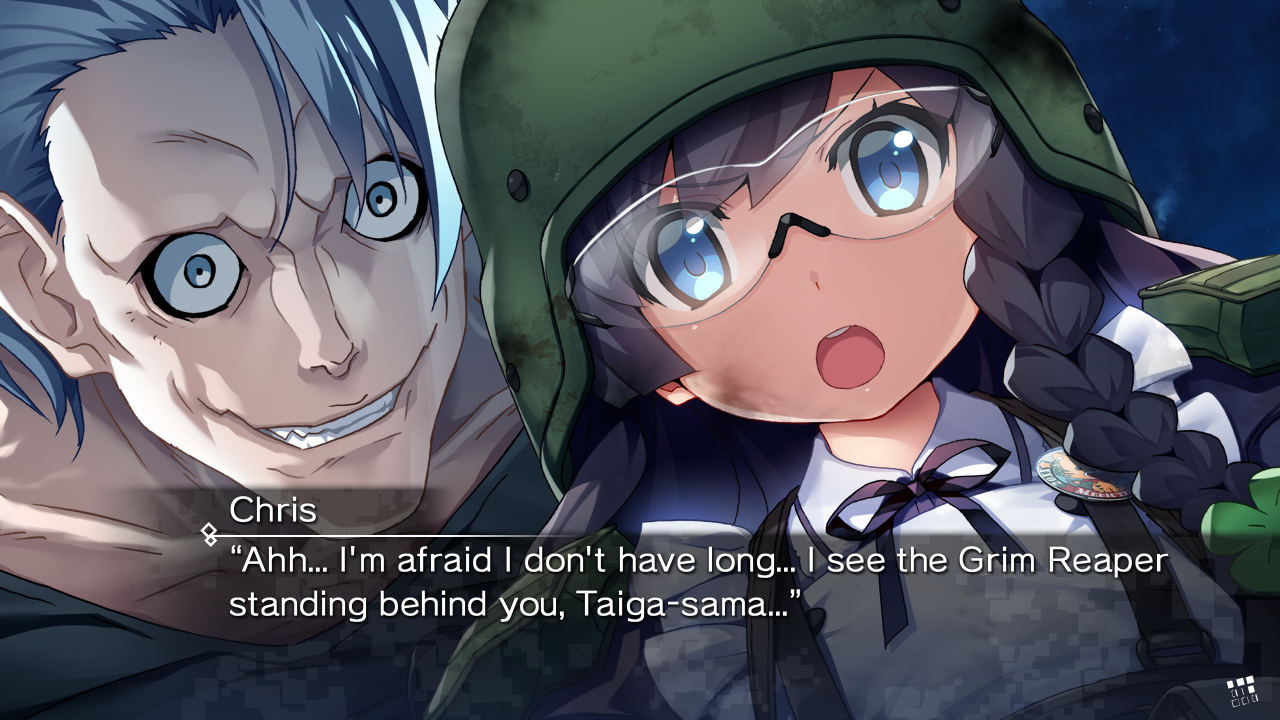 Chris
“Ahh... I'm afraid I don't have long... I see the Grim Reaper
standing behind you, Taiga-sama...”